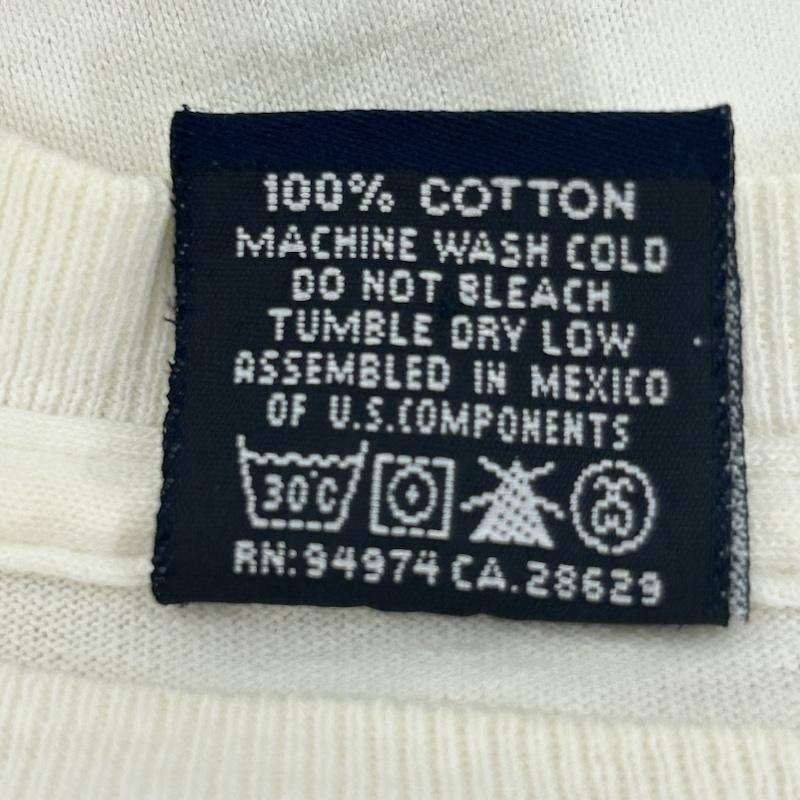 100% COTTON
MACHINE WASH COLD
DO NOT BLEACH
TUMBLE DRY LOW
ASSEMBLED IN MEXICO
OF U.S.COMPONENTS
30°C
RN:94974 CA.28629